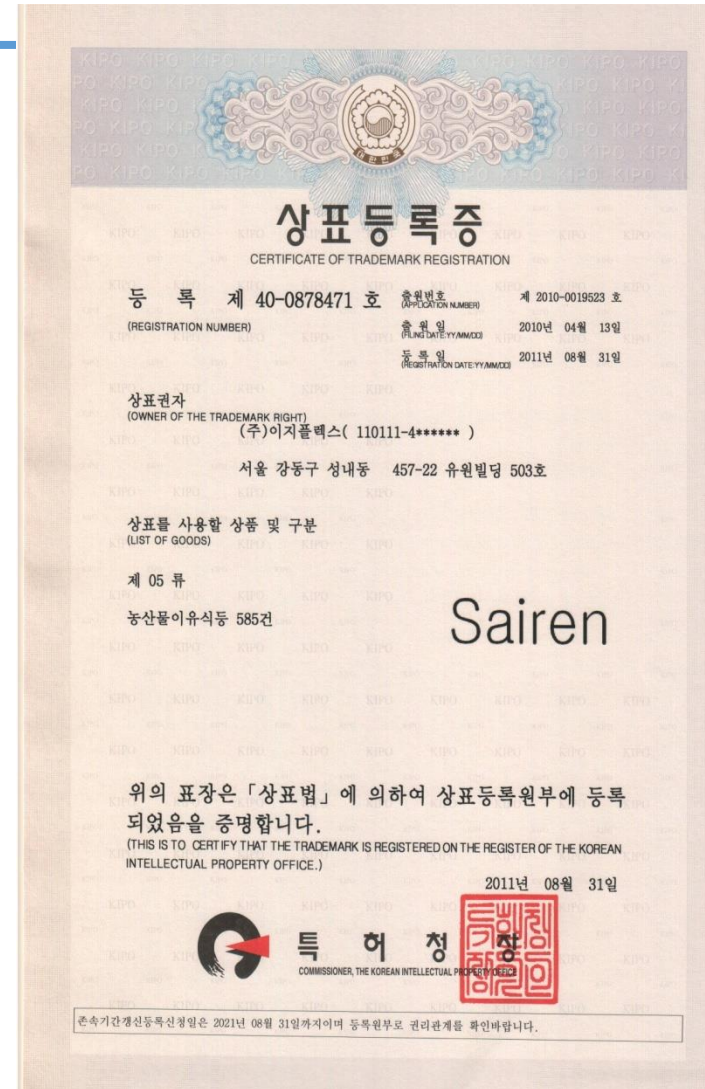 상표등록증
CERTIFICATE OF TRADEMARK REGISTRATION
등 록 제 40-0878471 호
(REGISTRATION NUMBER)
출원번호 제 2010-0019523 호
(APPLICATION NUMBER)
출 원 일 2010년 04월 13일
(FILING DATE:YY/MM/DD)
등 록 일 2011년 08월 31일
(REGISTRATION DATE:YY/MM/DD)
상표권자
(OWNER OF THE TRADEMARK RIGHT)
(주)이지플렉스( 110111-4****** )
서울 강동구 성내동 457-22 유원빌딩 503호
상표를 사용할 상품 및 구분
(LIST OF GOODS)
제 05 류
농산물이유식등 585건
Sairen
위의 표장은 「상표법」에 의하여 상표등록원부에 등록
되었음을 증명합니다.
(THIS IS TO CERTIFY THAT THE TRADEMARK IS REGISTERED ON THE REGISTER OF THE KOREAN
INTELLECTUAL PROPERTY OFFICE.)
2011년 08월 31일
특 허 청 장
COMMISSIONER, THE KOREAN INTELLECTUAL PROPERTY OFFICE
존속기간갱신등록신청일은 2021년 08월 31일까지이며 등록원부로 권리관계를 확인바랍니다.